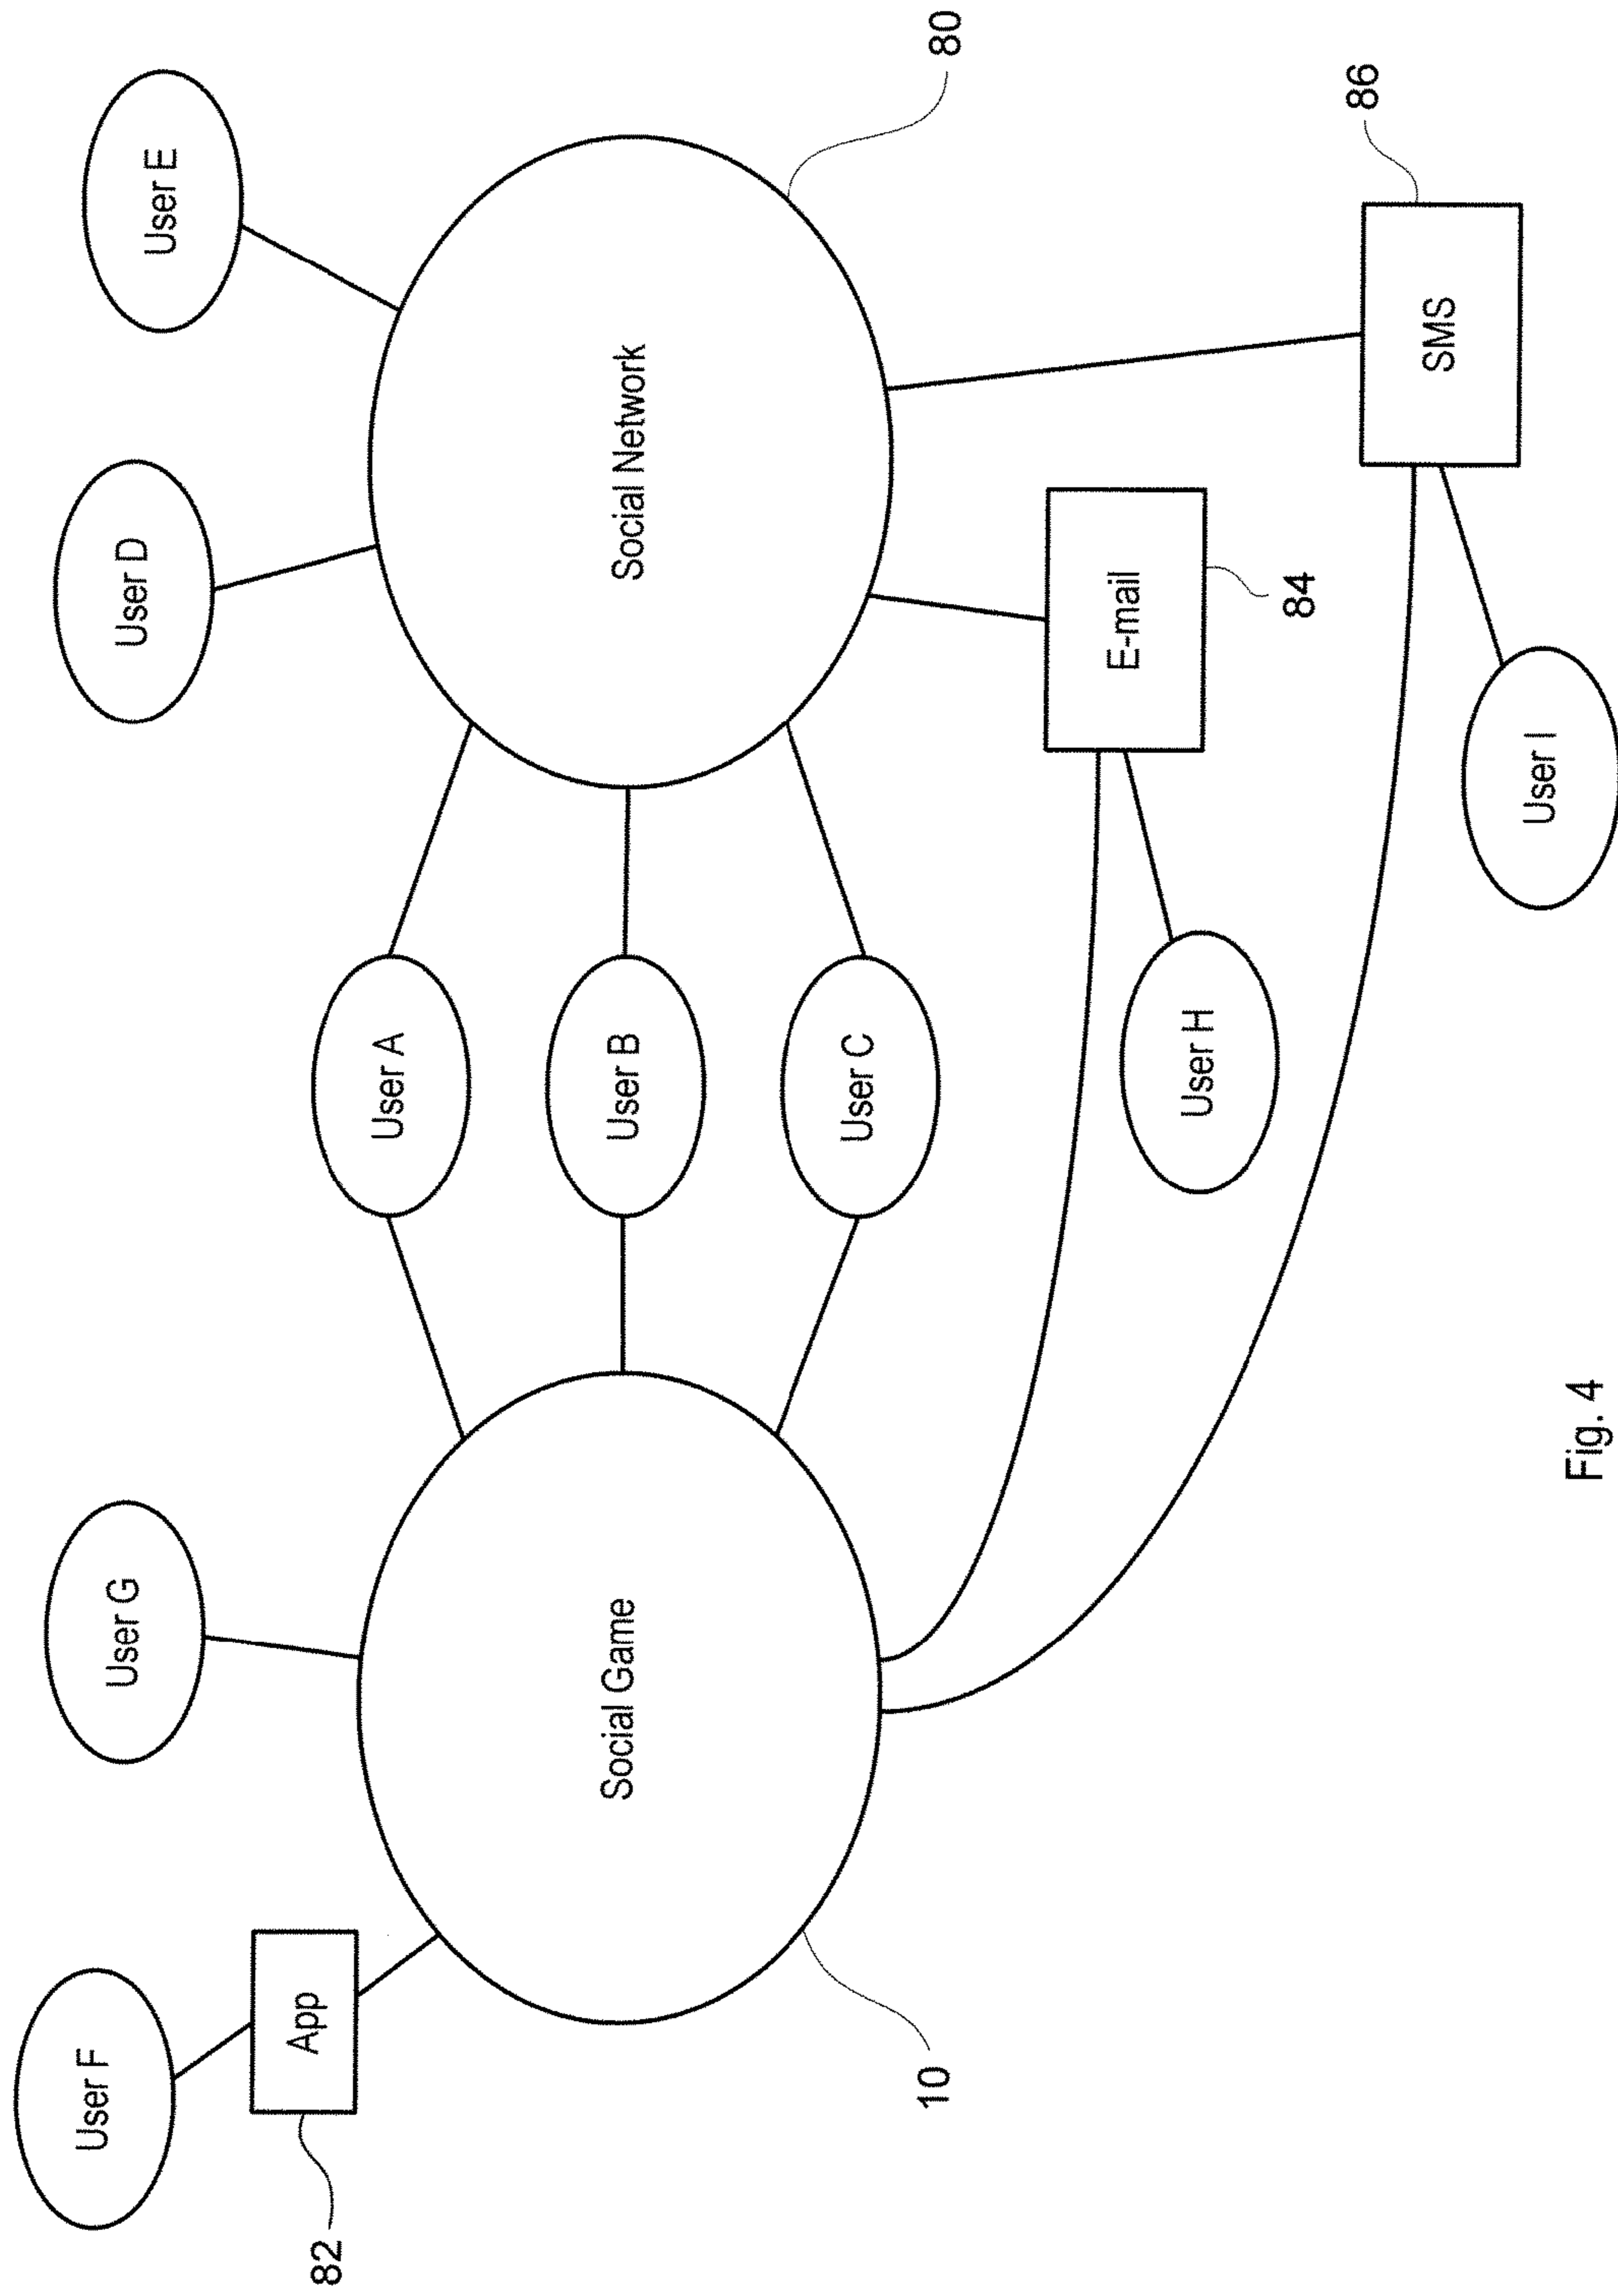 User F
User G
User D
User E
82
App
User A
Social Game
User B
Social Network
User C
10
80
E-mail
84
User H
86
SMS
User I
Fig. 4